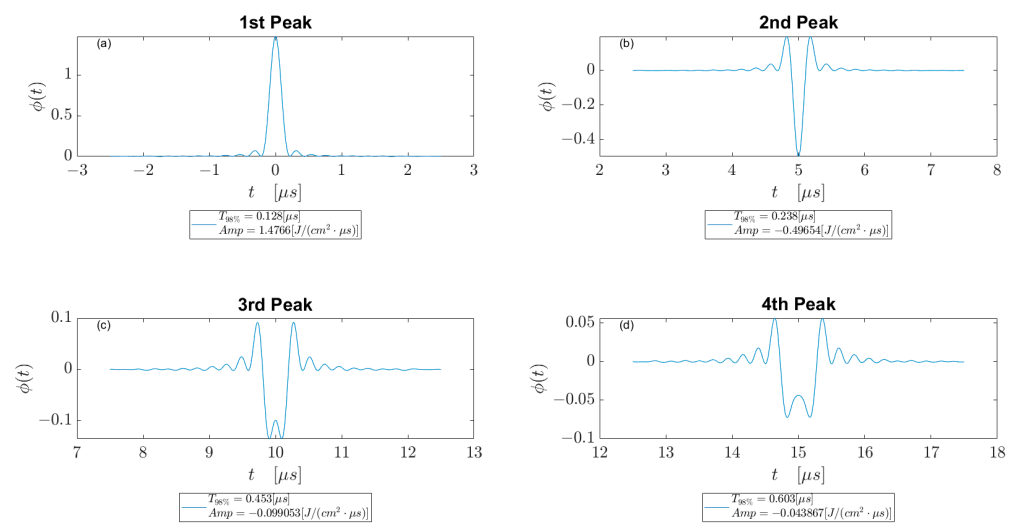 1st Peak
(a)
1
0.5
0
ϕ(t)
−3 −2 −1 0 1 2 3
t [μs]
T98% = 0.128[μs]
Amp = 1.4766[J/(cm² · μs)]
2nd Peak
(b)
0
−0.2
−0.4
ϕ(t)
2 3 4 5 6 7 8
t [μs]
T98% = 0.238[μs]
Amp = −0.49654[J/(cm² · μs)]
3rd Peak
(c)
0.1
0
−0.1
ϕ(t)
7 8 9 10 11 12 13
t [μs]
T98% = 0.453[μs]
Amp = −0.099053[J/(cm² · μs)]
4th Peak
(d)
0.05
0
−0.05
−0.1
ϕ(t)
12 13 14 15 16 17 18
t [μs]
T98% = 0.603[μs]
Amp = −0.043867[J/(cm² · μs)]